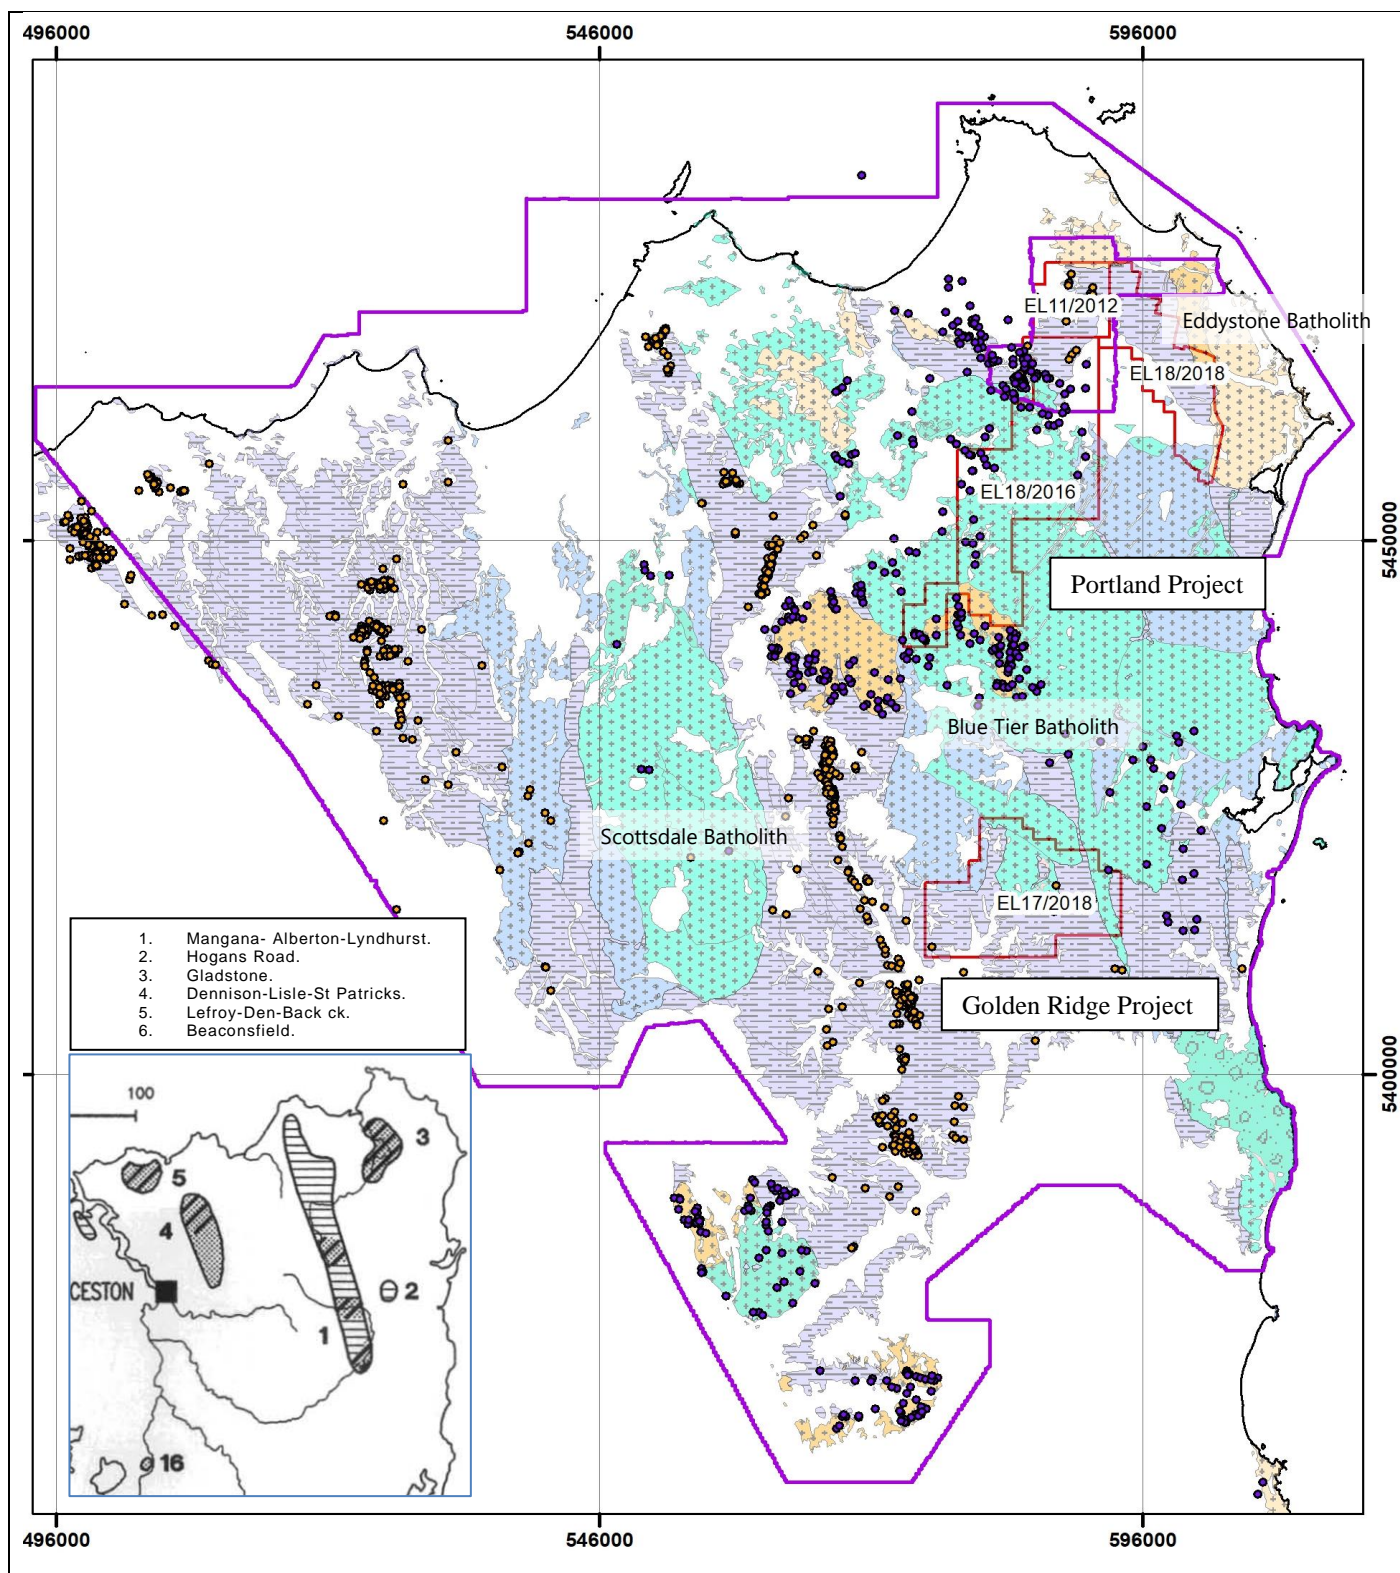 496000
546000
596000
EL11/2012
Eddystone Batholith
EL18/2018
EL18/2016
5450000
Portland Project
Blue Tier Batholith
Scottsdale Batholith
EL17/2018
Golden Ridge Project
1. Mangana- Alberton-Lyndhurst.
2. Hogans Road.
3. Gladstone.
4. Dennison-Lisle-St Patricks.
5. Lefroy-Den-Back ck.
6. Beaconsfield.
5400000
100
3
5
4
CESTON
2
1
16
496000
546000
596000